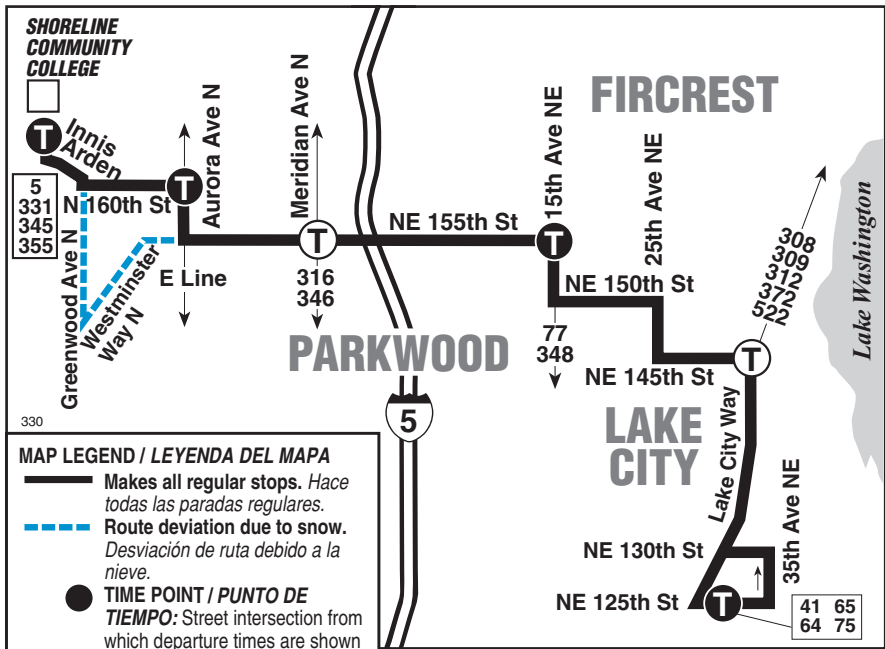 SHORELINE
COMMUNITY
COLLEGE
T
Innis
Arden
5
331
345
355
N 160th St
T
Aurora Ave N
Meridian Ave N
T
316
346
E Line
Greenwood Ave N
Westminster
Way N
NE 155th St
PARKWOOD
5
FIRCREST
15th Ave NE
T
25th Ave NE
NE 150th St
77
348
NE 145th St
T
308
309
312
372
522
Lake Washington
LAKE
CITY
Lake City Way
35th Ave NE
NE 130th St
NE 125th St
T
41 65
64 75
330
MAP LEGEND / LEYENDA DEL MAPA
Makes all regular stops. Hace
todas las paradas regulares.
Route deviation due to snow.
Desviación de ruta debido a la
nieve.
TIME POINT / PUNTO DE
TIEMPO: Street intersection from
which departure times are shown